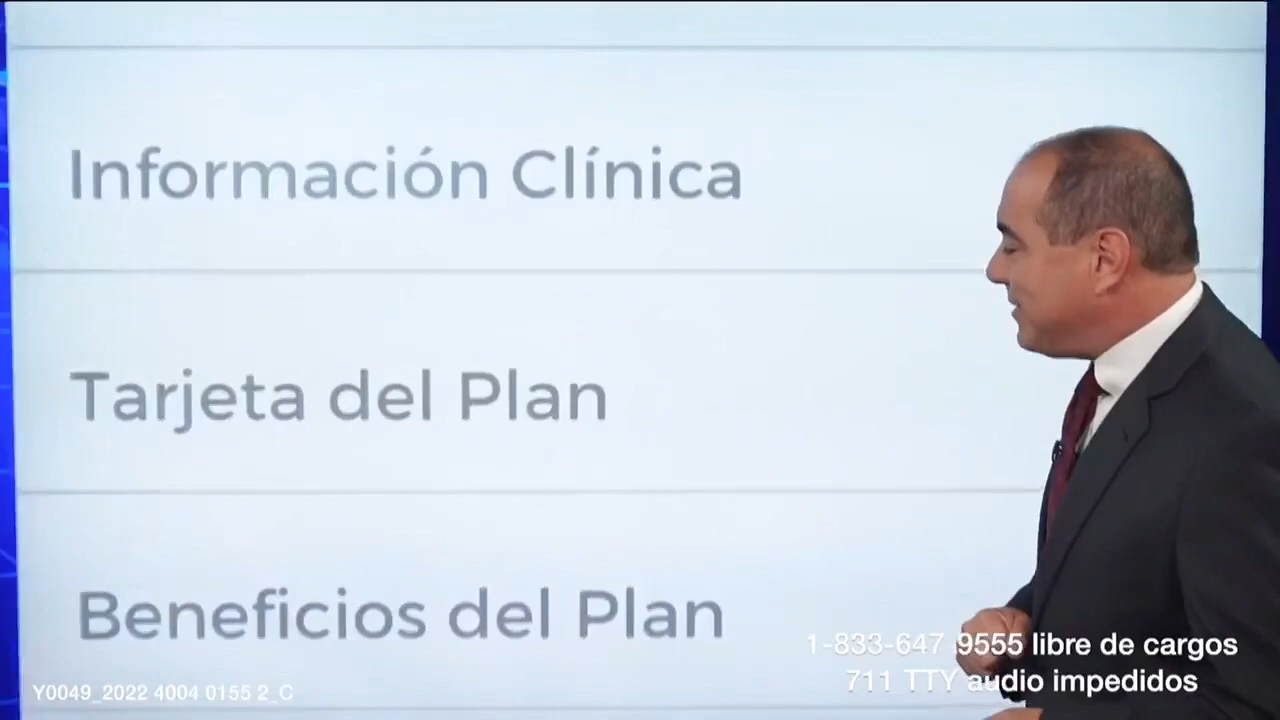 Información Clínica
Tarjeta del Plan
Beneficios del Plan
1-833-647 9555 libre de cargos
711 TTY audio impedidos
Y0049_2022 4004 0155 2_C